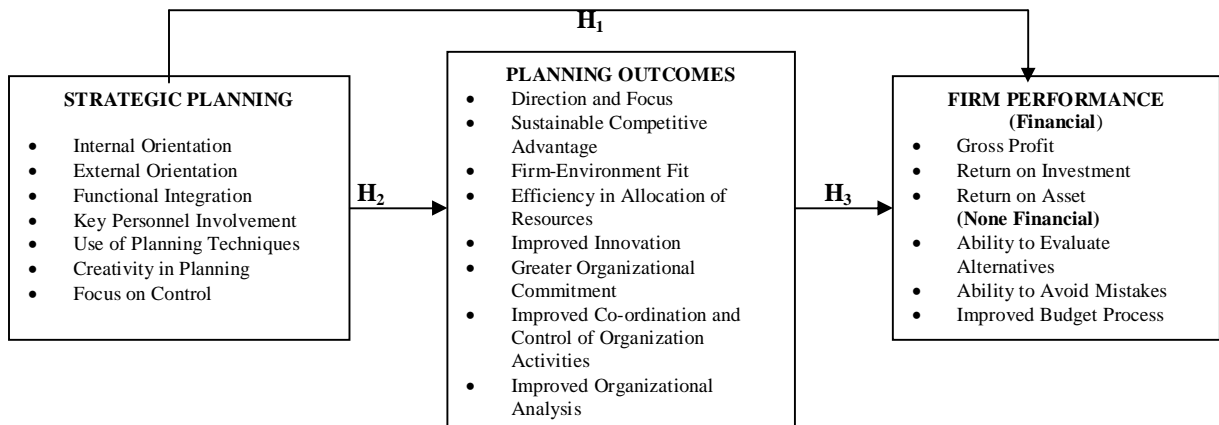 H1
STRATEGIC PLANNING
• Internal Orientation
• External Orientation
• Functional Integration
• Key Personnel Involvement
• Use of Planning Techniques
• Creativity in Planning
• Focus on Control
H2
PLANNING OUTCOMES
• Direction and Focus
• Sustainable Competitive
Advantage
• Firm-Environment Fit
• Efficiency in Allocation of
Resources
• Improved Innovation
• Greater Organizational
Commitment
• Improved Co-ordination and
Control of Organization
Activities
• Improved Organizational
Analysis
H3
FIRM PERFORMANCE
(Financial)
• Gross Profit
• Return on Investment
• Return on Asset
(None Financial)
• Ability to Evaluate
Alternatives
• Ability to Avoid Mistakes
• Improved Budget Process